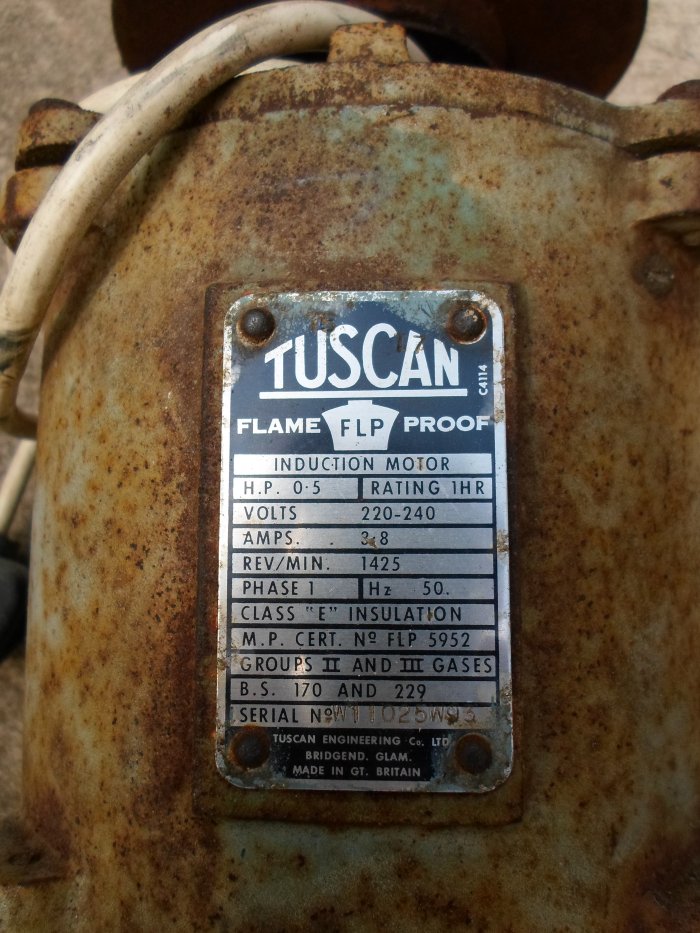 TUSCAN
C4114
FLAME FLP PROOF
INDUCTION MOTOR
H.P. 0·5 RATING 1HR
VOLTS 220-240
AMPS. . 3·8
REV/MIN. 1425
PHASE 1 Hz 50.
CLASS "E" INSULATION
M.P. CERT. Nº FLP 5952
GROUPS II AND III GASES
B.S. 170 AND 229
SERIAL Nº W11025W93
TUSCAN ENGINEERING Co. LTD
BRIDGEND. GLAM.
MADE IN GT. BRITAIN